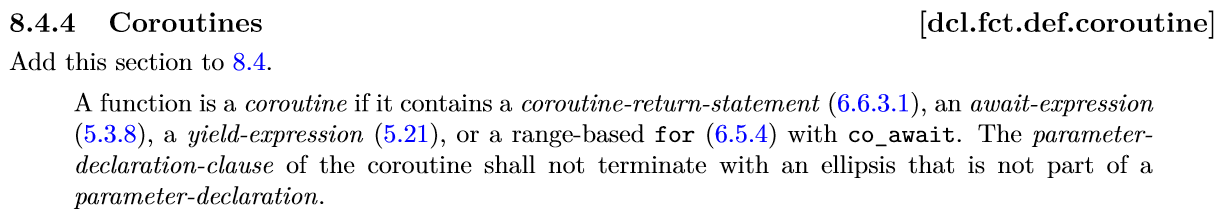 8.4.4 Coroutines [dcl.fct.def.coroutine]
Add this section to 8.4.
A function is a coroutine if it contains a coroutine-return-statement (6.6.3.1), an await-expression
(5.3.8), a yield-expression (5.21), or a range-based for (6.5.4) with co_await. The parameter-
declaration-clause of the coroutine shall not terminate with an ellipsis that is not part of a
parameter-declaration.